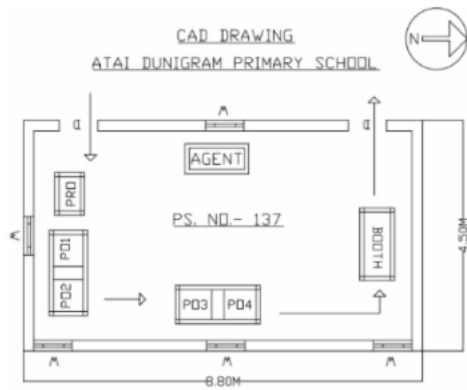 CAD DRAWING
ATAI DUNIGRAM PRIMARY SCHOOL
N
D
W
D
AGENT
PRO
PS. NO.- 137
W
PO1
PO2
BOOTH
4.50M
PO3
PO4
W
W
W
8.80M